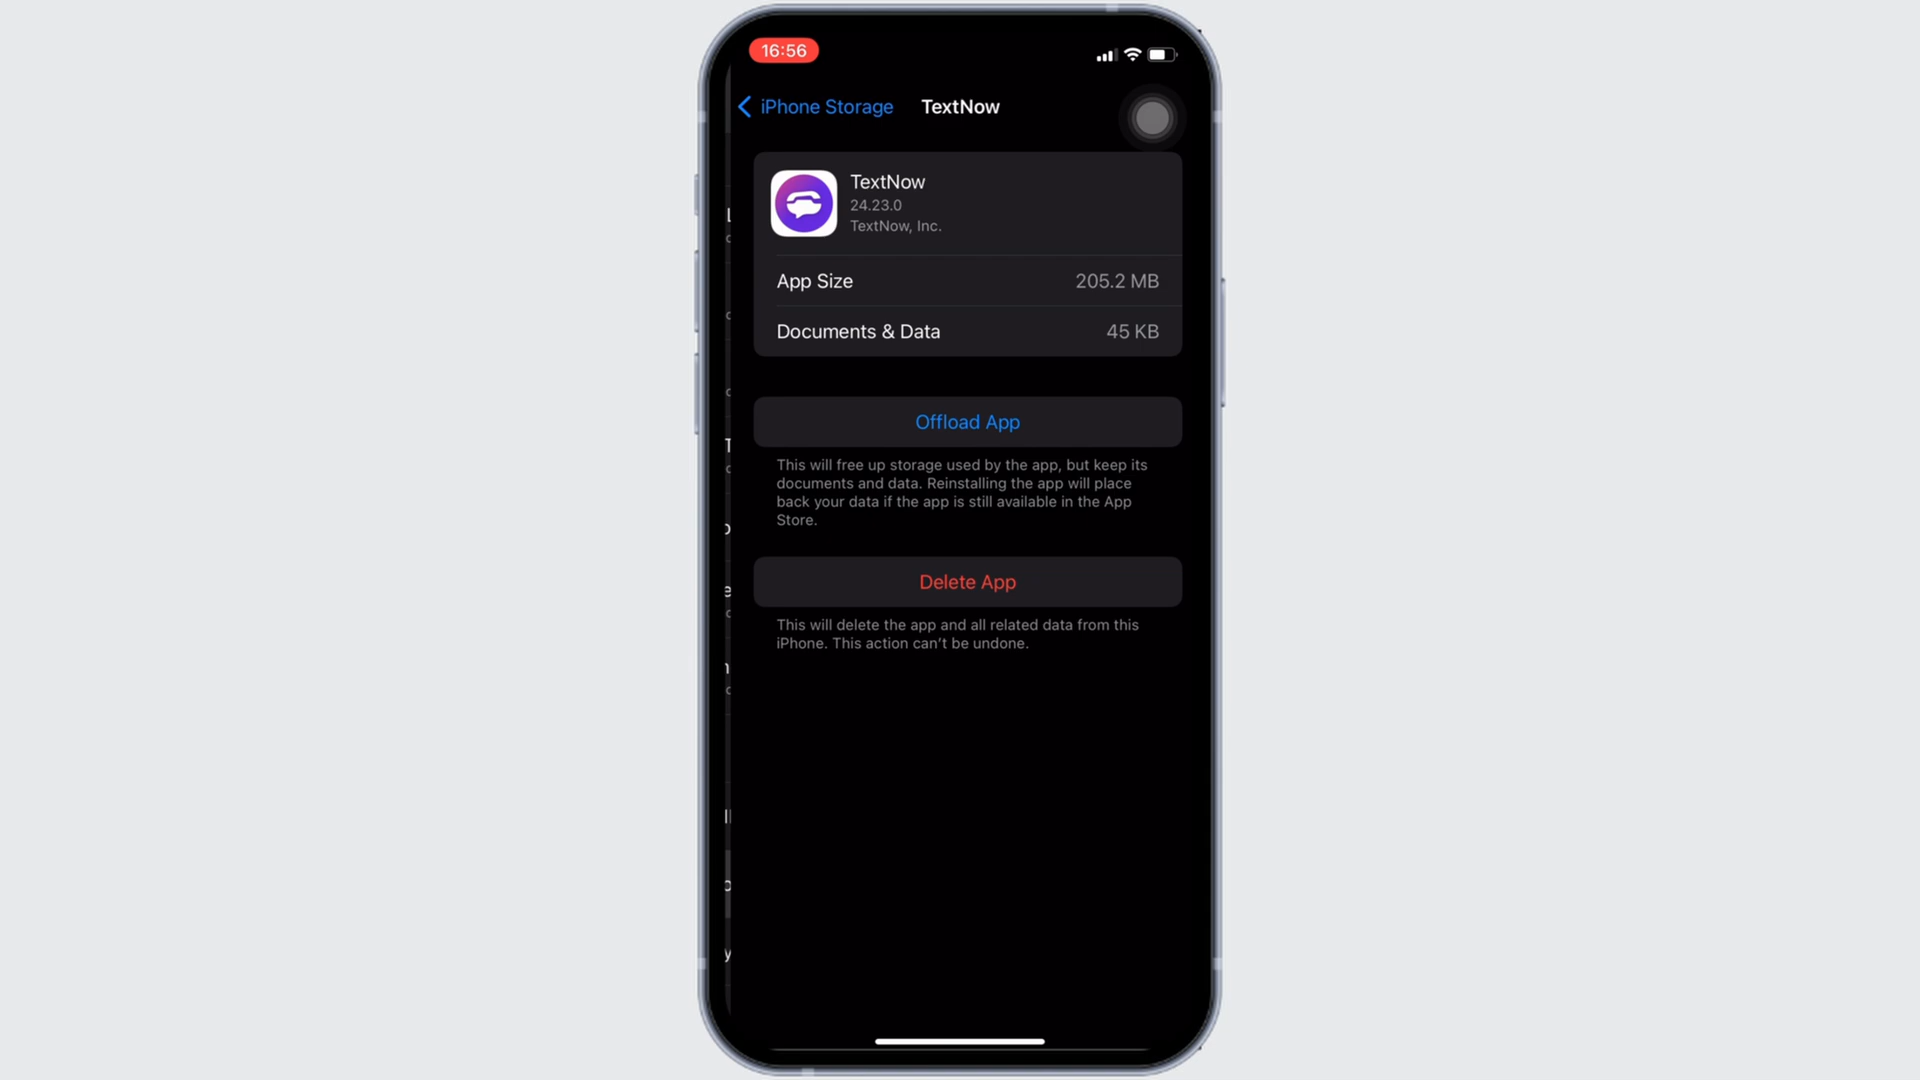 16:56
iPhone Storage TextNow
TextNow
24.23.0
TextNow, Inc.
App Size 205.2 MB
Documents & Data 45 KB
Offload App
This will free up storage used by the app, but keep its
documents and data. Reinstalling the app will place
back your data if the app is still available in the App
Store.
Delete App
This will delete the app and all related data from this
iPhone. This action can't be undone.